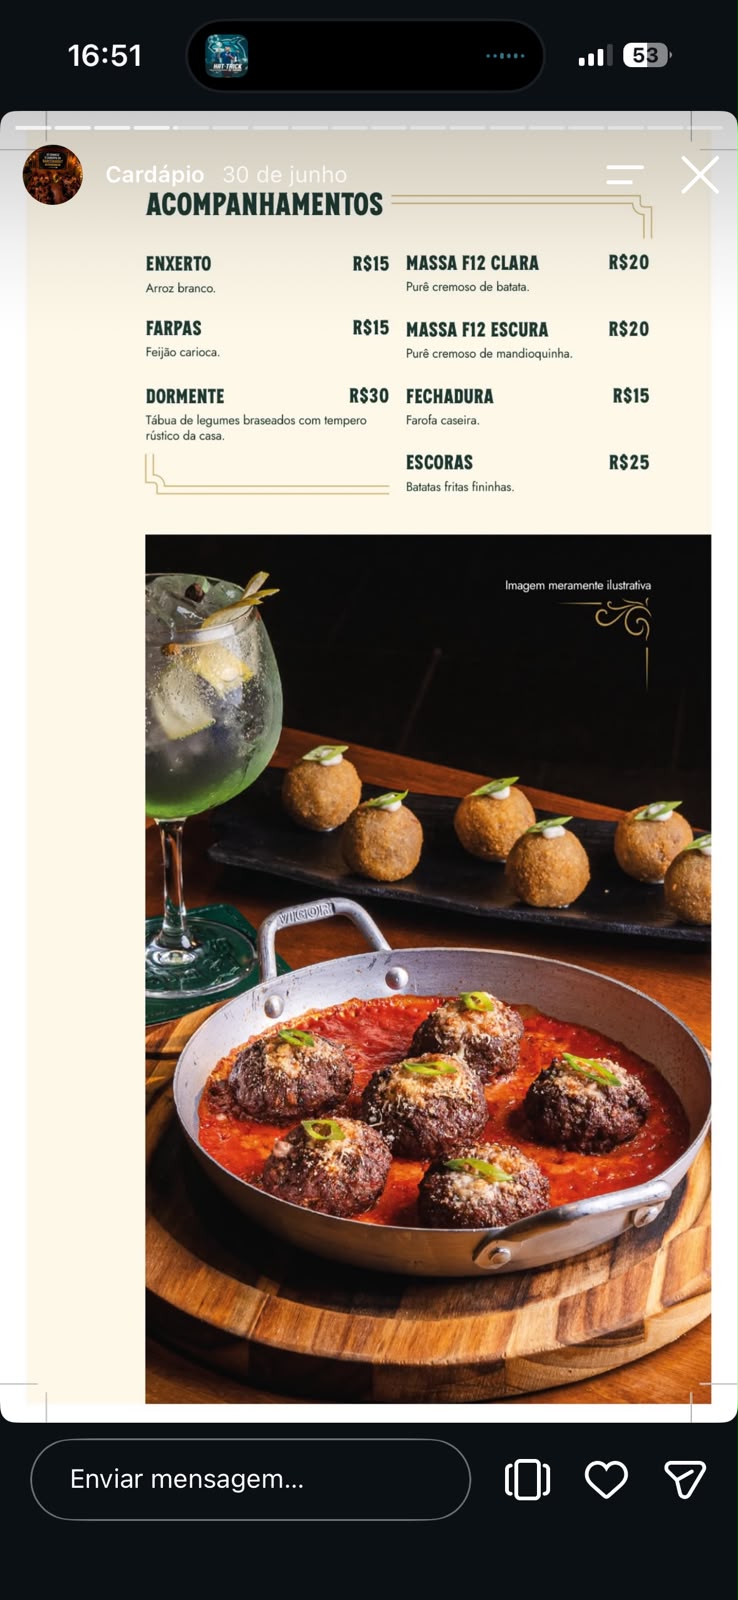 16:51
HAT-TRICK
53
Cardápio 30 de junho
ACOMPANHAMENTOS
ENXERTO R$15
Arroz branco.
FARPAS R$15
Feijão carioca.
DORMENTE R$30
Tábua de legumes braseados com tempero
rústico da casa.
MASSA F12 CLARA R$20
Purê cremoso de batata.
MASSA F12 ESCURA R$20
Purê cremoso de mandioquinha.
FECHADURA R$15
Farofa caseira.
ESCORAS R$25
Batatas fritas fininhas.
Imagem meramente ilustrativa
VIGOR
Enviar mensagem...